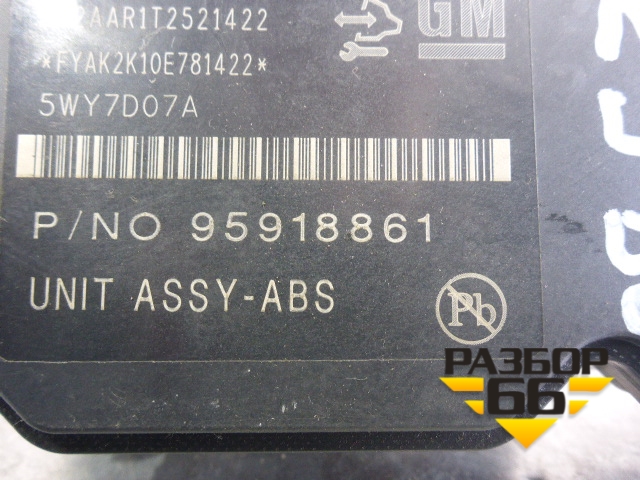 2AAR1T2521422
GM
*FYAK2K10E781422*
5WY7D07A
P/NO 95918861
UNIT ASSY-ABS
Pb
РАЗБОР
66